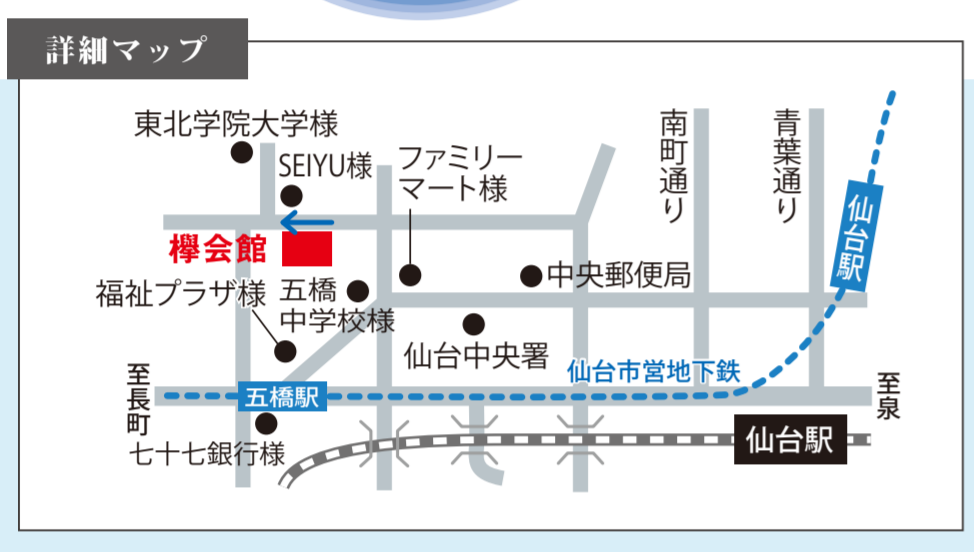 詳細マップ
東北学院大学様
SEIYU様
ファミリー
マート様
南町通り
青葉通り
仙台駅
欅会館
福祉プラザ様
五橋
中学校様
中央郵便局
仙台中央署
仙台市営地下鉄
至長町
五橋駅
至泉
七十七銀行様
仙台駅